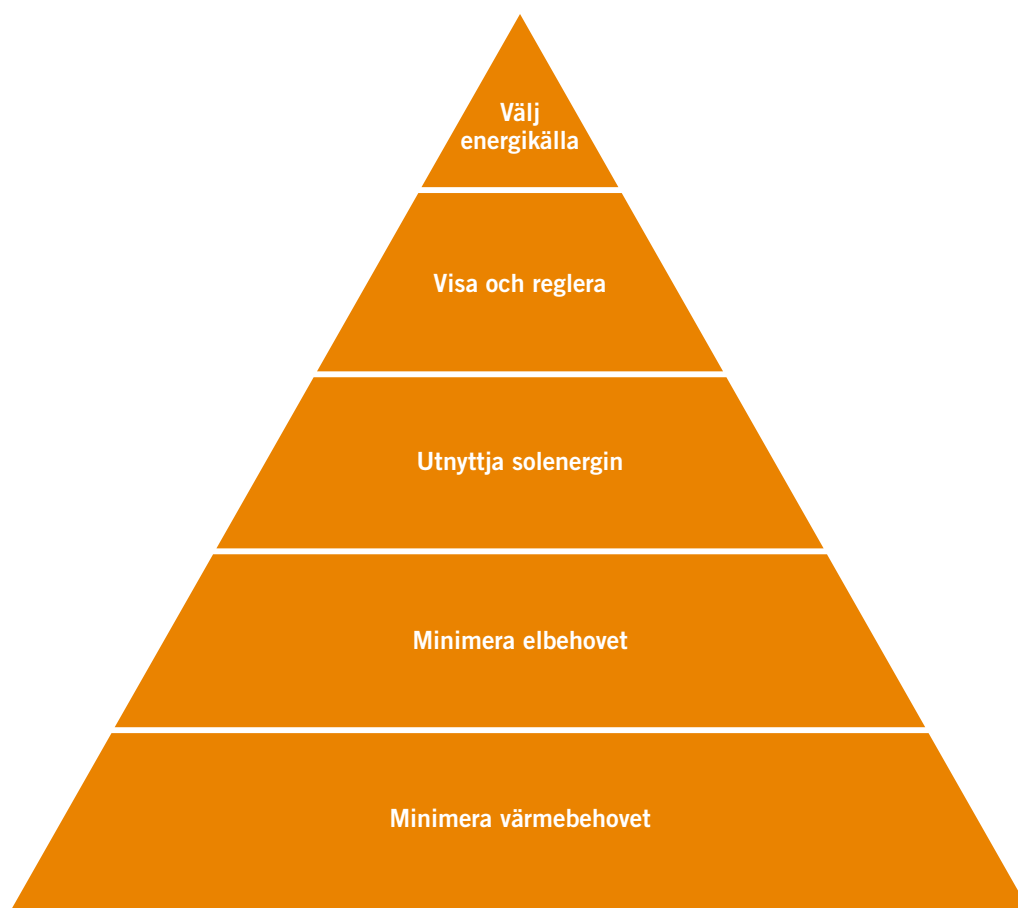 Välj
energikälla
Visa och reglera
Utnyttja solenergin
Minimera elbehovet
Minimera värmebehovet